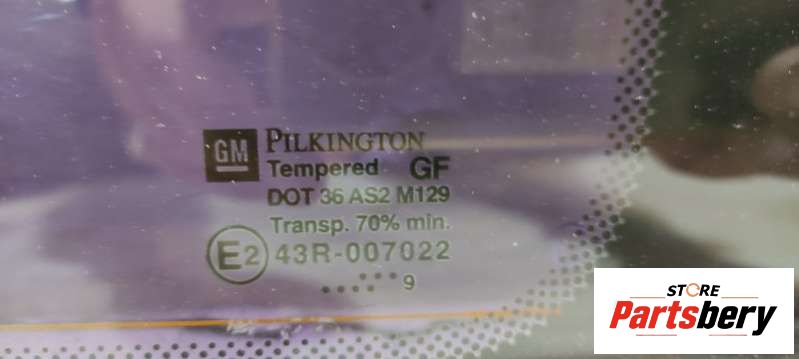 GM
PILKINGTON
Tempered GF
DOT 36 AS2 M129
Transp. 70% min.
E2 43R-007022
9
STORE
Partsbery